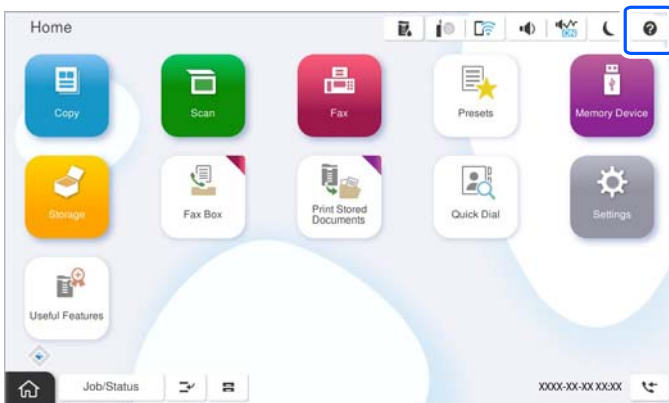 Home
ON
Copy
Scan
Fax
Presets
Memory Device
Storage
Fax Box
Print Stored
Documents
Quick Dial
Settings
Useful Features
Job/Status
XXXX-XX-XX XX:XX